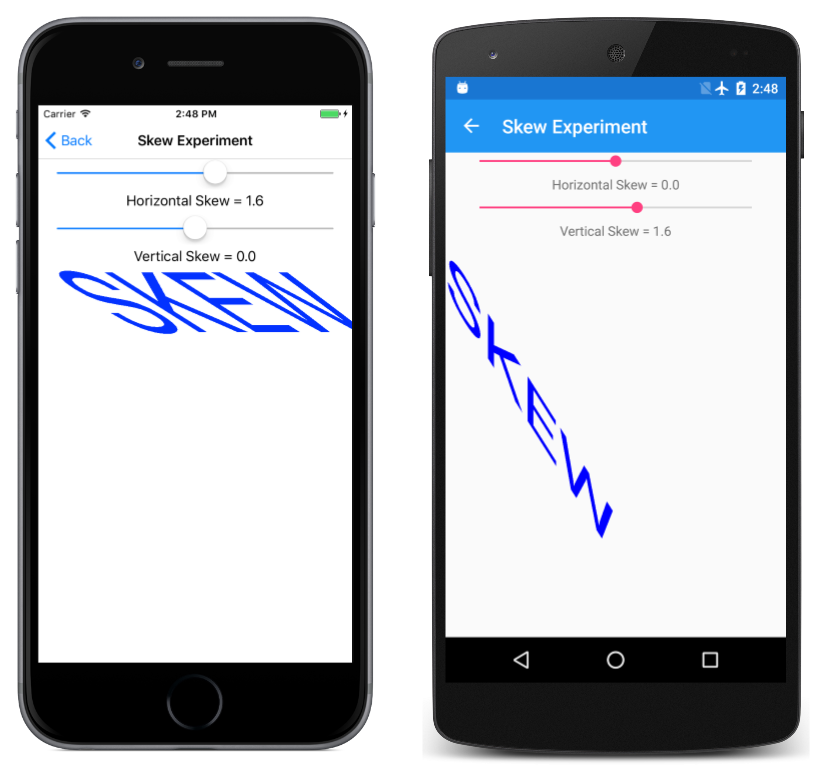 Carrier 2:48 PM
Back Skew Experiment
Horizontal Skew = 1.6
Vertical Skew = 0.0
SKEW
2:48
Skew Experiment
Horizontal Skew = 0.0
Vertical Skew = 1.6
SKEW